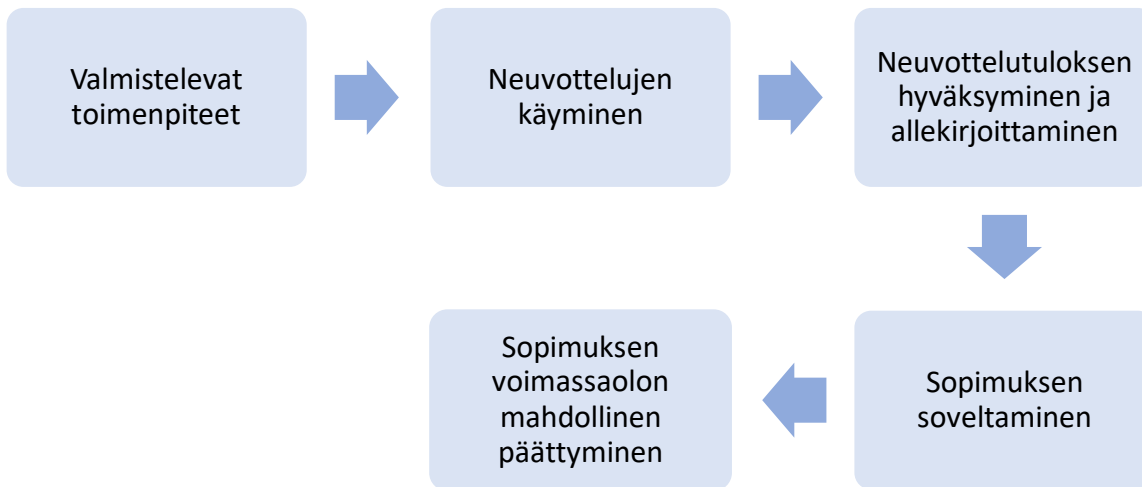 Valmistelevat
toimenpiteet
Neuvottelujen
käyminen
Neuvottelutuloksen
hyväksyminen ja
allekirjoittaminen
Sopimuksen
soveltaminen
Sopimuksen
voimassaolon
mahdollinen
päättyminen